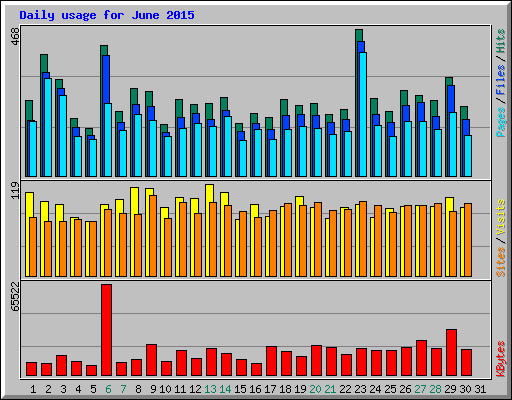 Daily usage for June 2015
468
Pages / Files / Hits
119
Sites / Visits
65522
KBytes
1 2 3 4 5 6 7 8 9 10 11 12 13 14 15 16 17 18 19 20 21 22 23 24 25 26 27 28 29 30 31